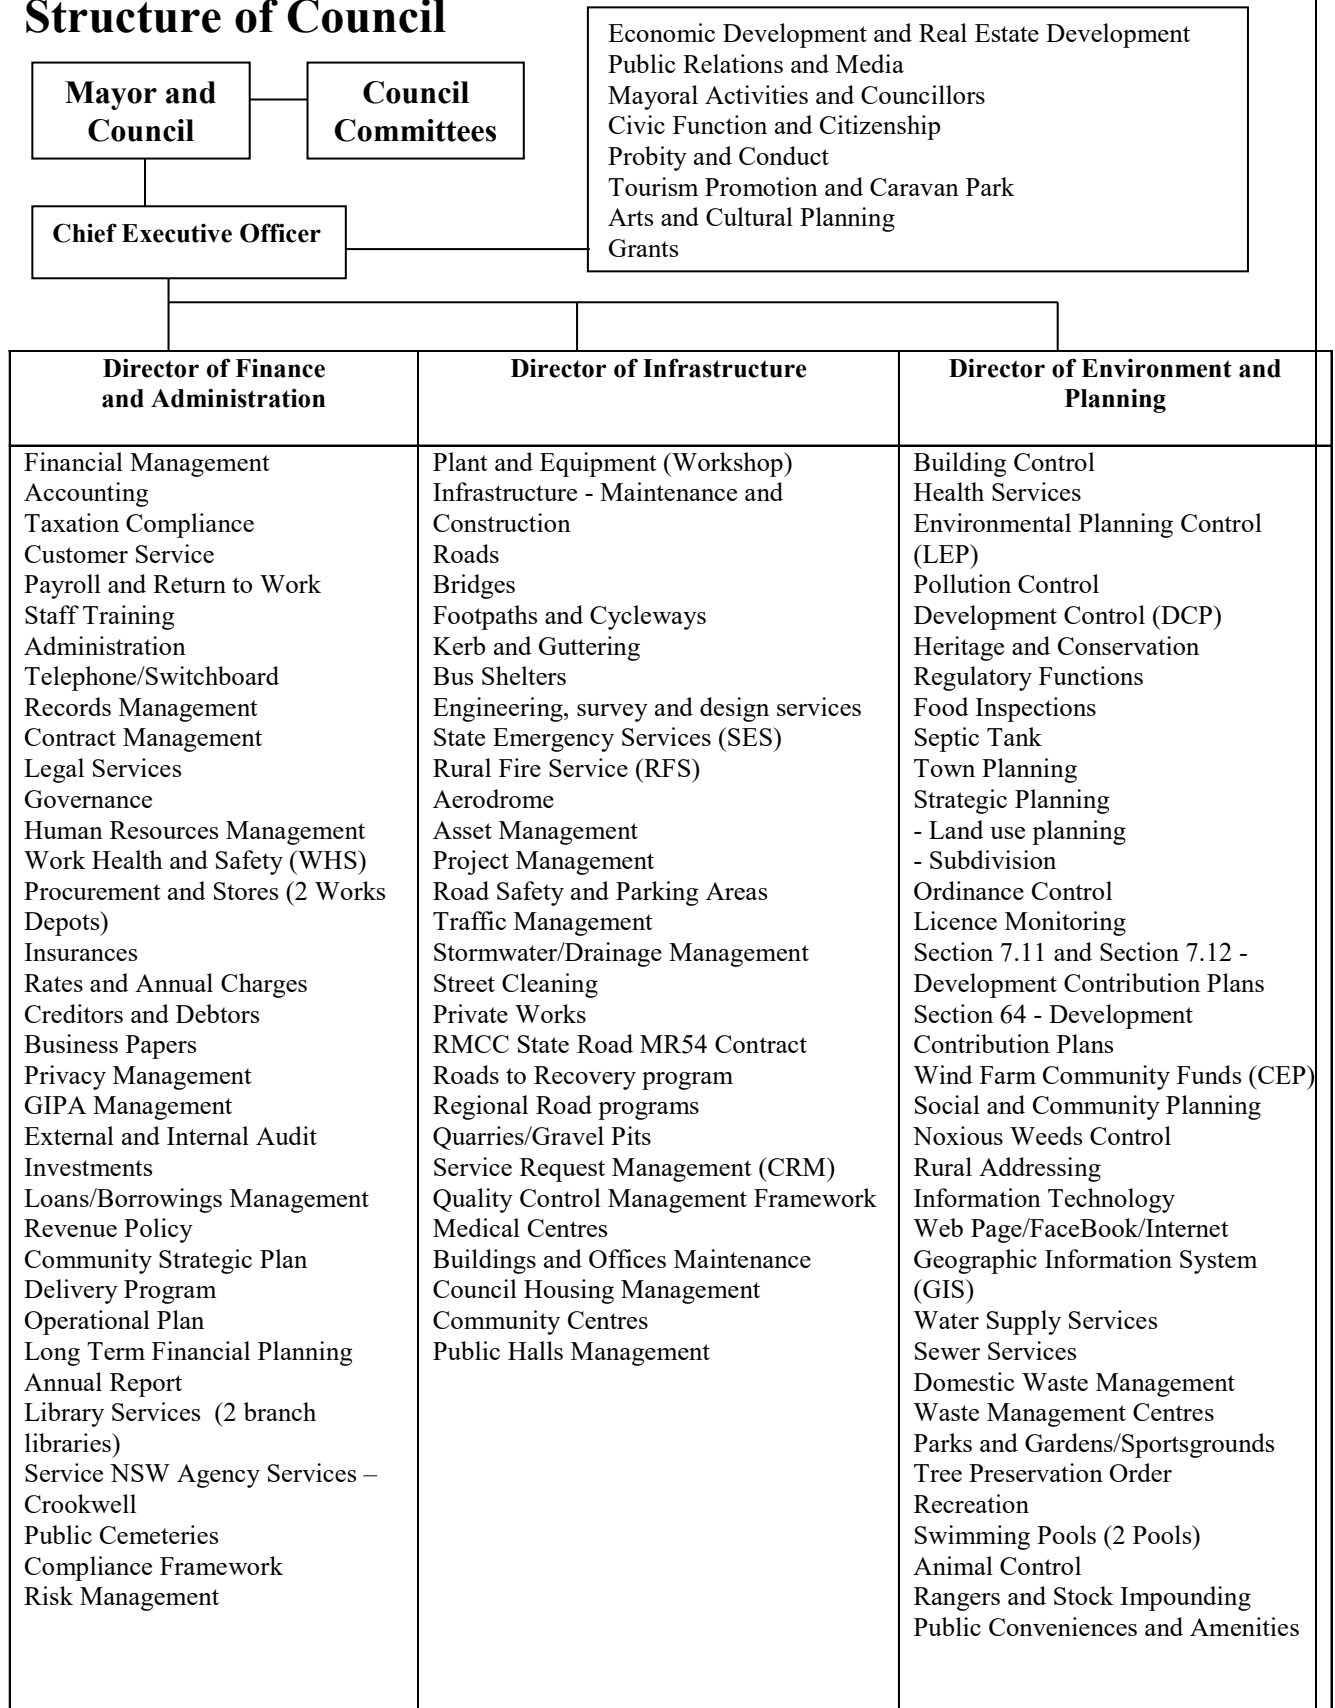 Structure of Council
Mayor and
Council
Council
Committees
Chief Executive Officer
Economic Development and Real Estate Development
Public Relations and Media
Mayoral Activities and Councillors
Civic Function and Citizenship
Probity and Conduct
Tourism Promotion and Caravan Park
Arts and Cultural Planning
Grants
Director of Finance
and Administration
Financial Management
Accounting
Taxation Compliance
Customer Service
Payroll and Return to Work
Staff Training
Administration
Telephone/Switchboard
Records Management
Contract Management
Legal Services
Governance
Human Resources Management
Work Health and Safety (WHS)
Procurement and Stores (2 Works
Depots)
Insurances
Rates and Annual Charges
Creditors and Debtors
Business Papers
Privacy Management
GIPA Management
External and Internal Audit
Investments
Loans/Borrowings Management
Revenue Policy
Community Strategic Plan
Delivery Program
Operational Plan
Long Term Financial Planning
Annual Report
Library Services  (2 branch
libraries)
Service NSW Agency Services –
Crookwell
Public Cemeteries
Compliance Framework
Risk Management
Director of Infrastructure
Plant and Equipment (Workshop)
Infrastructure - Maintenance and
Construction
Roads
Bridges
Footpaths and Cycleways
Kerb and Guttering
Bus Shelters
Engineering, survey and design services
State Emergency Services (SES)
Rural Fire Service (RFS)
Aerodrome
Asset Management
Project Management
Road Safety and Parking Areas
Traffic Management
Stormwater/Drainage Management
Street Cleaning
Private Works
RMCC State Road MR54 Contract
Roads to Recovery program
Regional Road programs
Quarries/Gravel Pits
Service Request Management (CRM)
Quality Control Management Framework
Medical Centres
Buildings and Offices Maintenance
Council Housing Management
Community Centres
Public Halls Management
Director of Environment and
Planning
Building Control
Health Services
Environmental Planning Control
(LEP)
Pollution Control
Development Control (DCP)
Heritage and Conservation
Regulatory Functions
Food Inspections
Septic Tank
Town Planning
Strategic Planning
- Land use planning
- Subdivision
Ordinance Control
Licence Monitoring
Section 7.11 and Section 7.12 -
Development Contribution Plans
Section 64 - Development
Contribution Plans
Wind Farm Community Funds (CEP)
Social and Community Planning
Noxious Weeds Control
Rural Addressing
Information Technology
Web Page/FaceBook/Internet
Geographic Information System
(GIS)
Water Supply Services
Sewer Services
Domestic Waste Management
Waste Management Centres
Parks and Gardens/Sportsgrounds
Tree Preservation Order
Recreation
Swimming Pools (2 Pools)
Animal Control
Rangers and Stock Impounding
Public Conveniences and Amenities